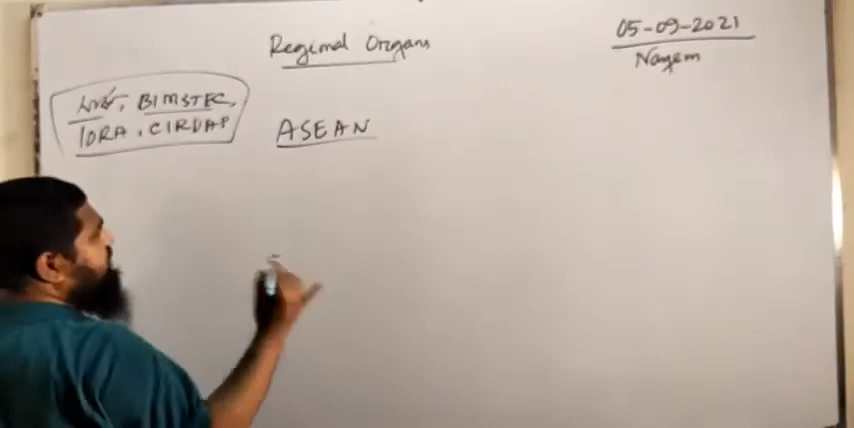 Regional Organs
05-09-2021
Nayem
সার্ক, BIMSTEC,
IORA, CIRDAP
ASEAN